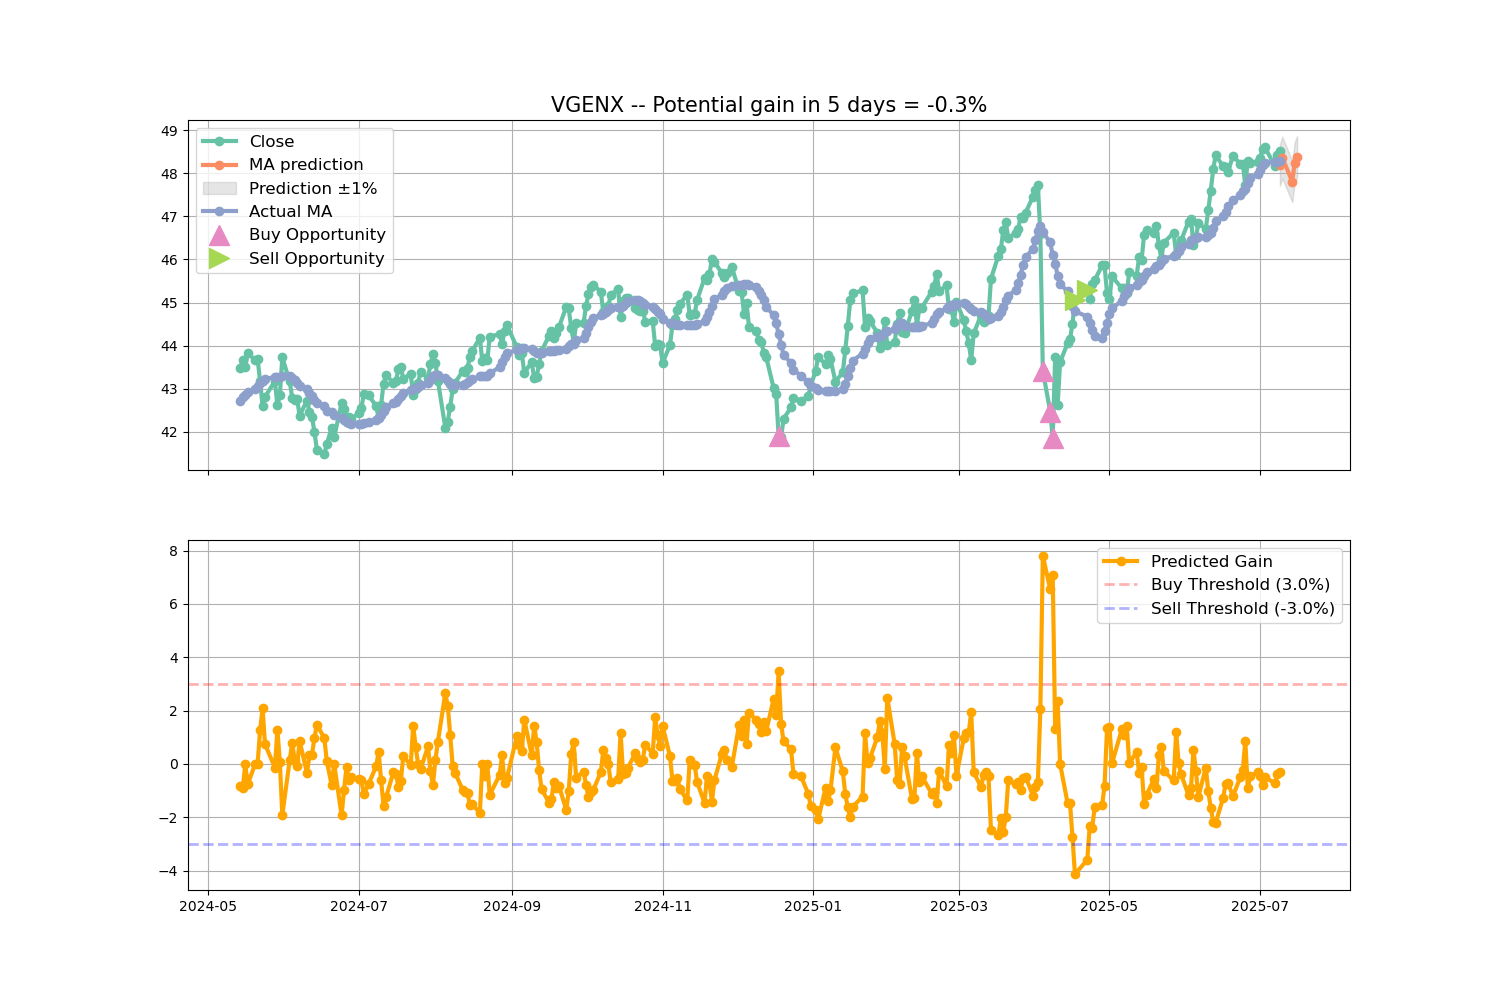 VGENX -- Potential gain in 5 days = -0.3%
49
48
47
46
45
44
43
42
Close
MA prediction
Prediction ±1%
Actual MA
Buy Opportunity
Sell Opportunity
8
6
4
2
0
−2
−4
Predicted Gain
Buy Threshold (3.0%)
Sell Threshold (-3.0%)
2024-05
2024-07
2024-09
2024-11
2025-01
2025-03
2025-05
2025-07